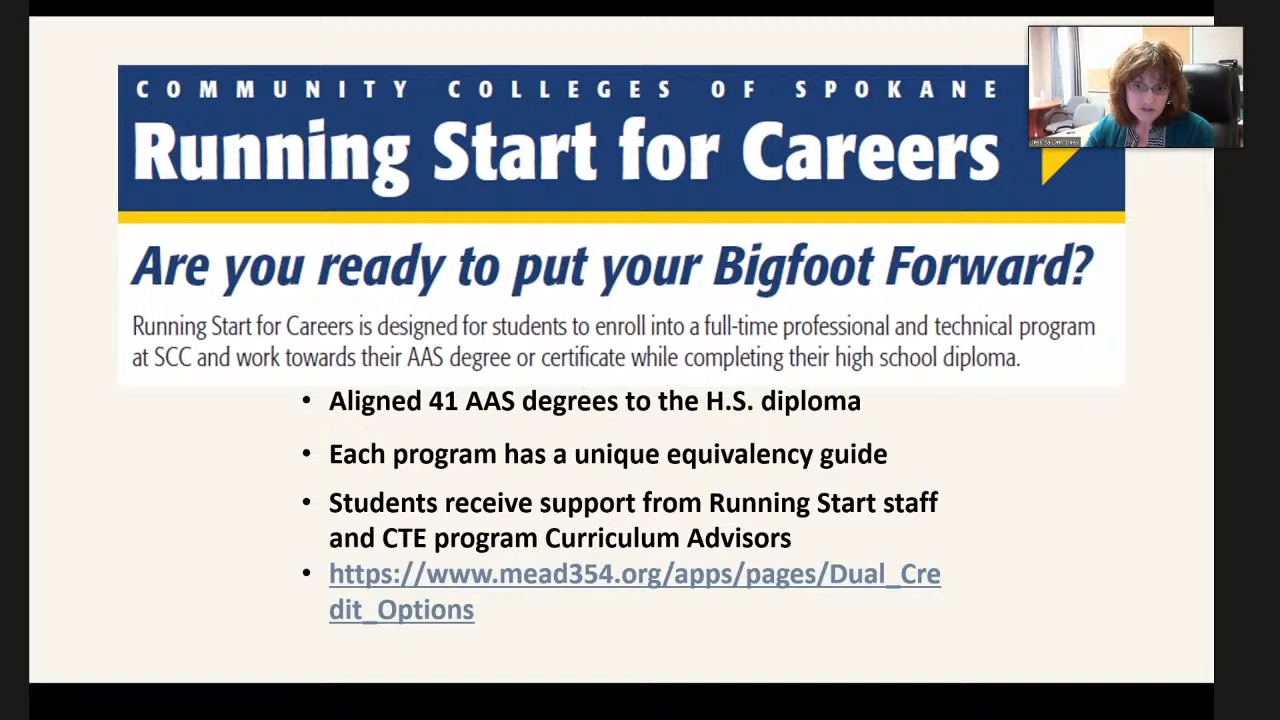 COMMUNITY COLLEGES OF SPOKANE
Running Start for Careers
Are you ready to put your Bigfoot Forward?
Running Start for Careers is designed for students to enroll into a full-time professional and technical program
at SCC and work towards their AAS degree or certificate while completing their high school diploma.
• Aligned 41 AAS degrees to the H.S. diploma
• Each program has a unique equivalency guide
• Students receive support from Running Start staff
and CTE program Curriculum Advisors
• https://www.mead354.org/apps/pages/Dual_Cre
dit_Options